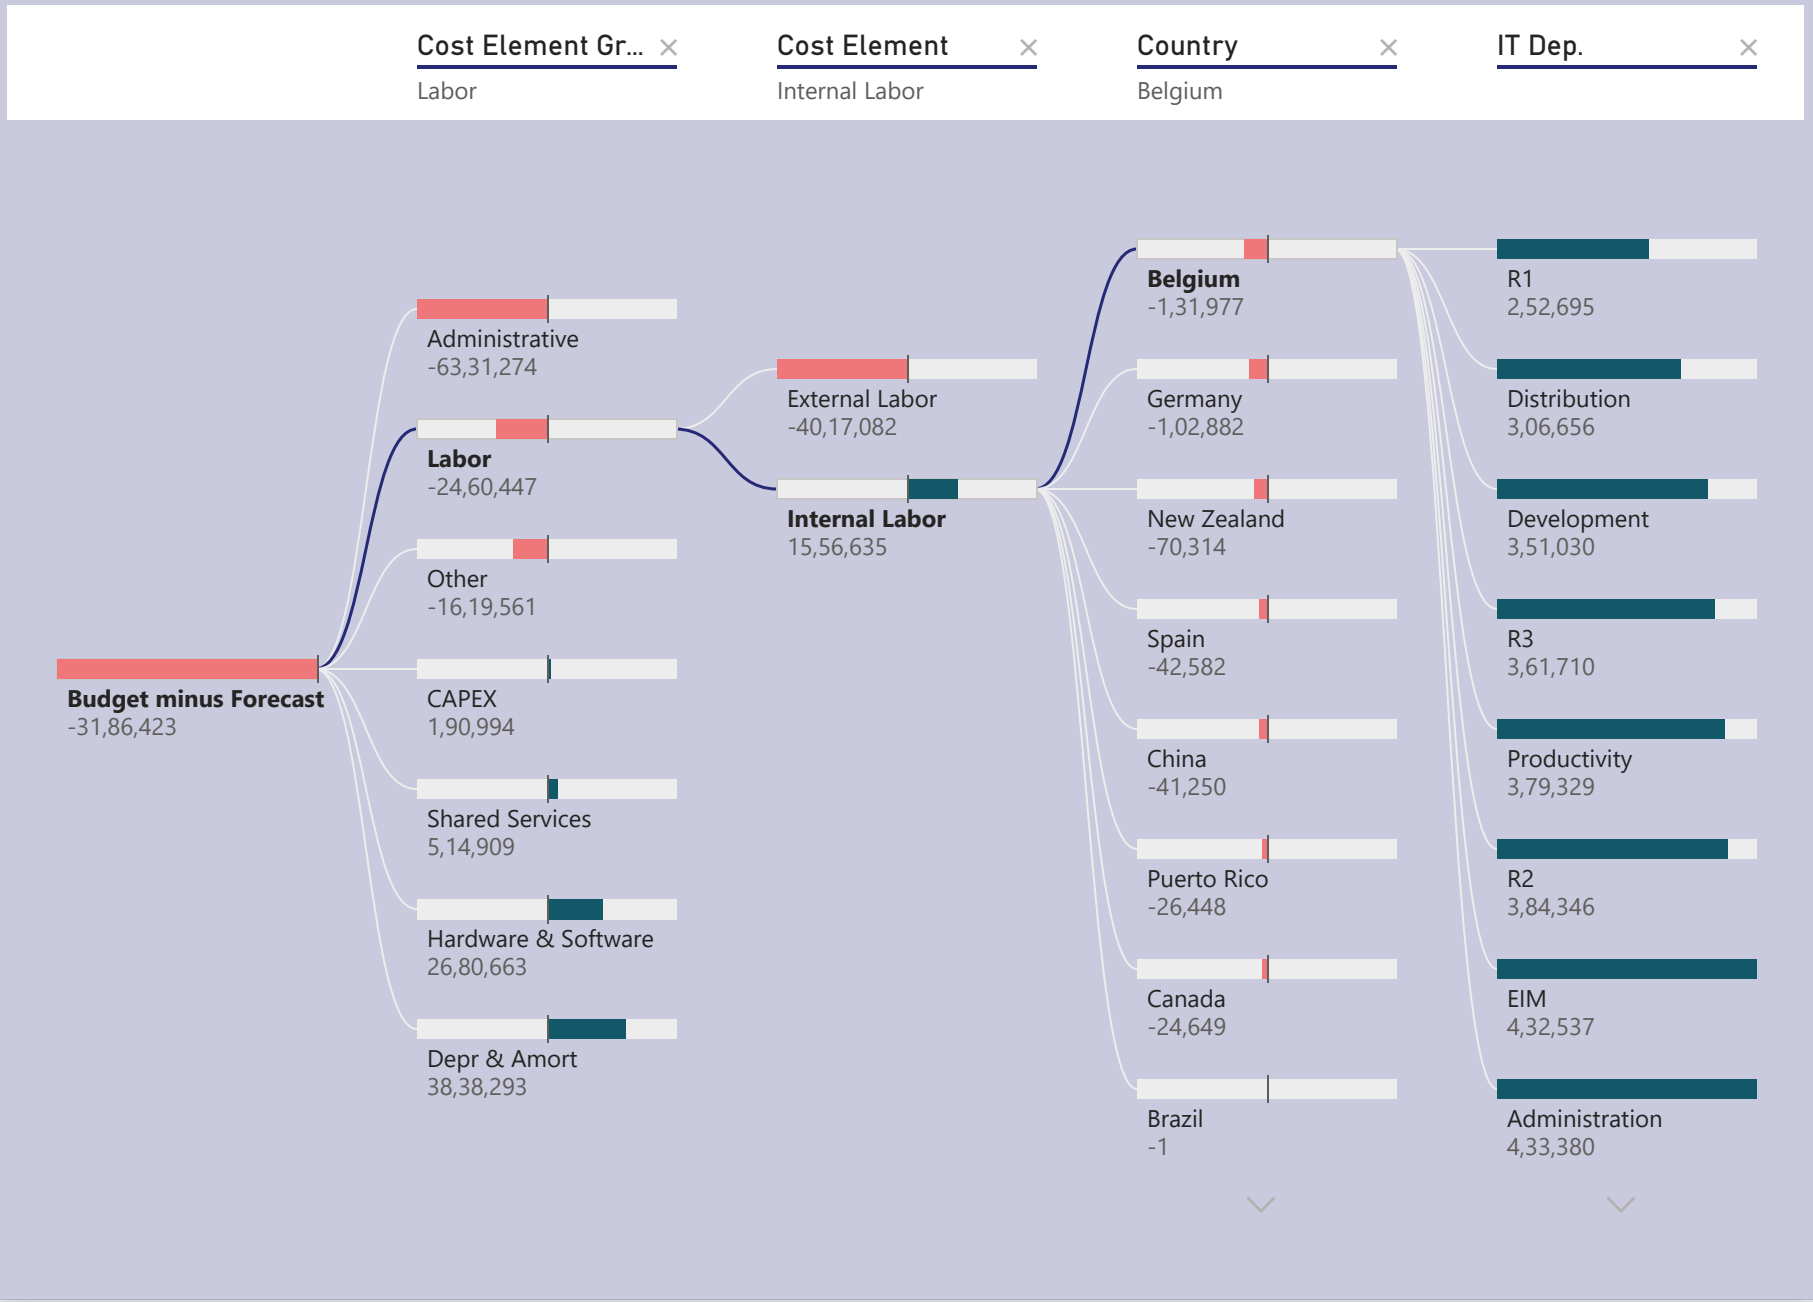 Cost Element Gr...
Labor
Cost Element
Internal Labor
Country
Belgium
IT Dep.
Budget minus Forecast
-31,86,423
Administrative
-63,31,274
Labor
-24,60,447
Other
-16,19,561
CAPEX
1,90,994
Shared Services
5,14,909
Hardware & Software
26,80,663
Depr & Amort
38,38,293
External Labor
-40,17,082
Internal Labor
15,56,635
Belgium
-1,31,977
Germany
-1,02,882
New Zealand
-70,314
Spain
-42,582
China
-41,250
Puerto Rico
-26,448
Canada
-24,649
Brazil
-1
R1
2,52,695
Distribution
3,06,656
Development
3,51,030
R3
3,61,710
Productivity
3,79,329
R2
3,84,346
EIM
4,32,537
Administration
4,33,380